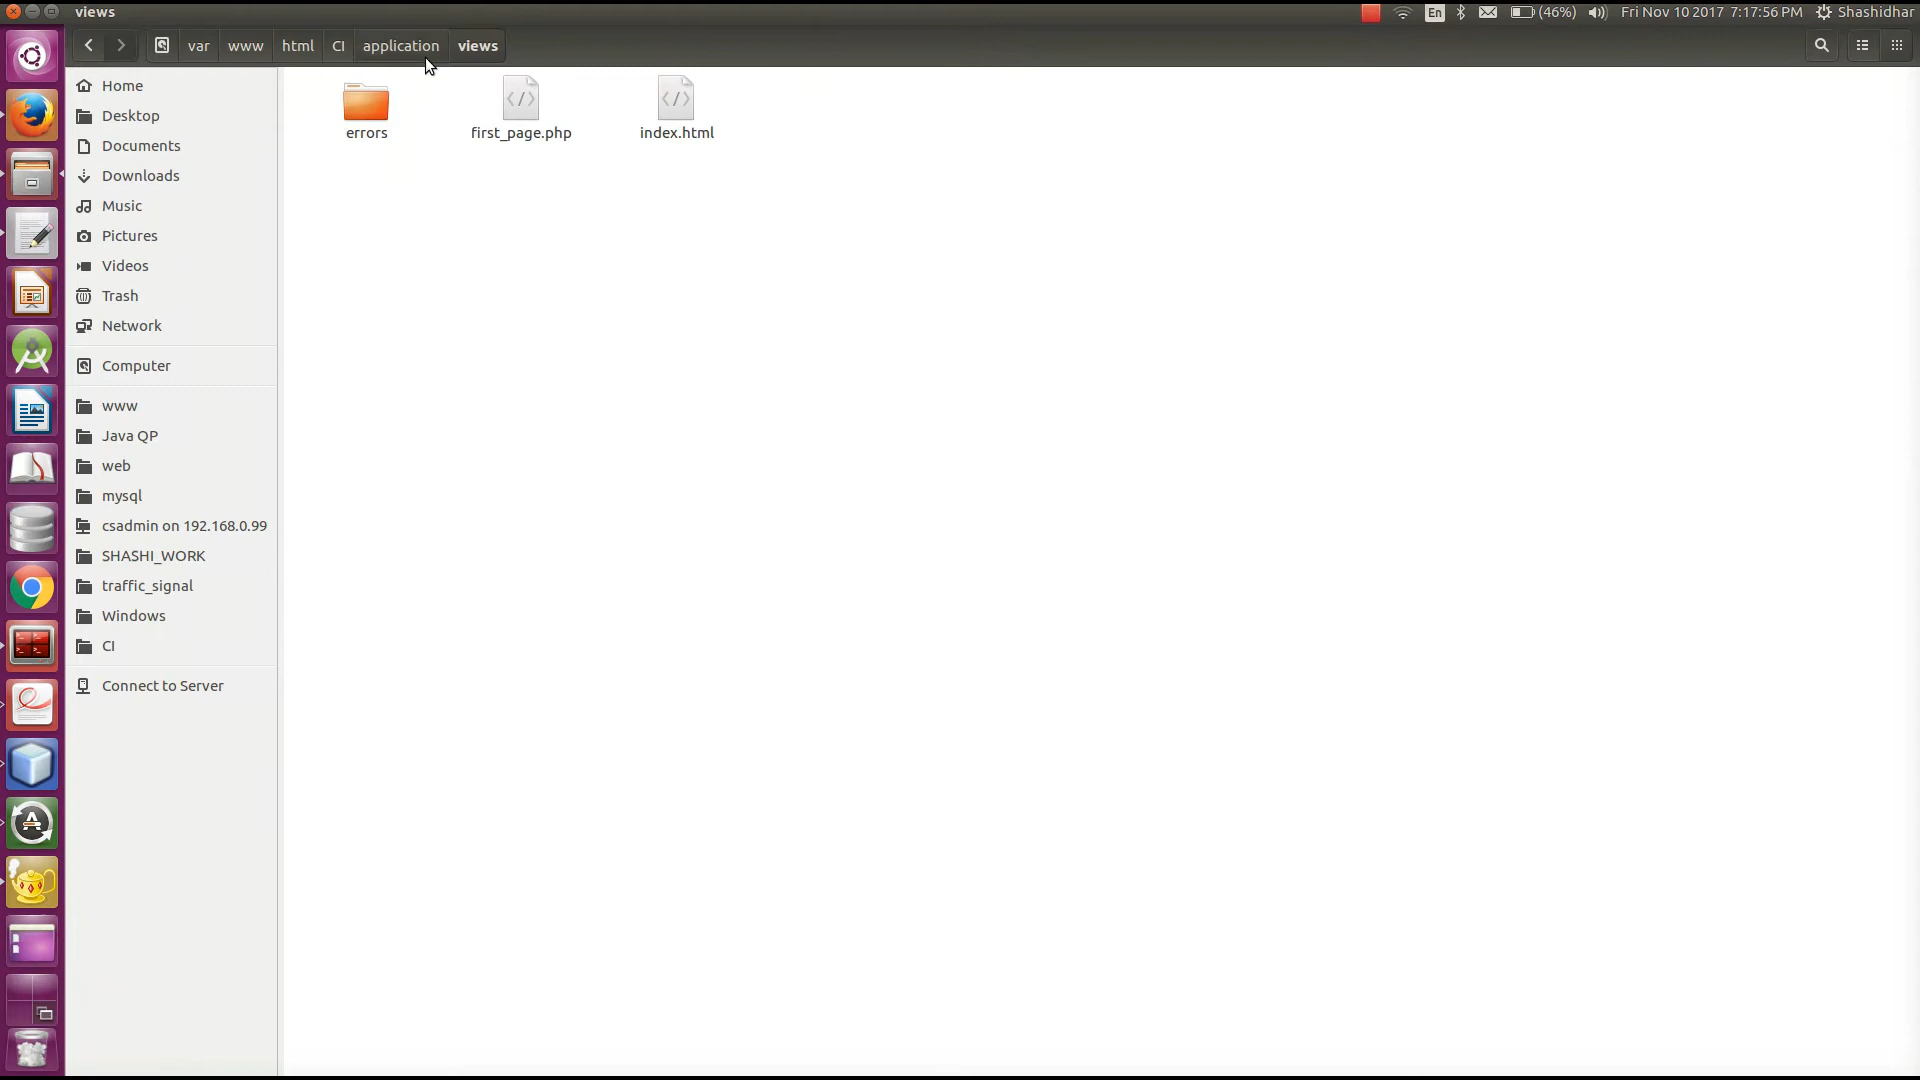 views
En
(46%)
Fri Nov 10 2017 7:17:56 PM
Shashidhar
var
www
html
CI
application
views
Home
Desktop
Documents
Downloads
Music
Pictures
Videos
Trash
Network
Computer
www
Java QP
web
mysql
csadmin on 192.168.0.99
SHASHI_WORK
traffic_signal
Windows
CI
Connect to Server
errors
first_page.php
index.html